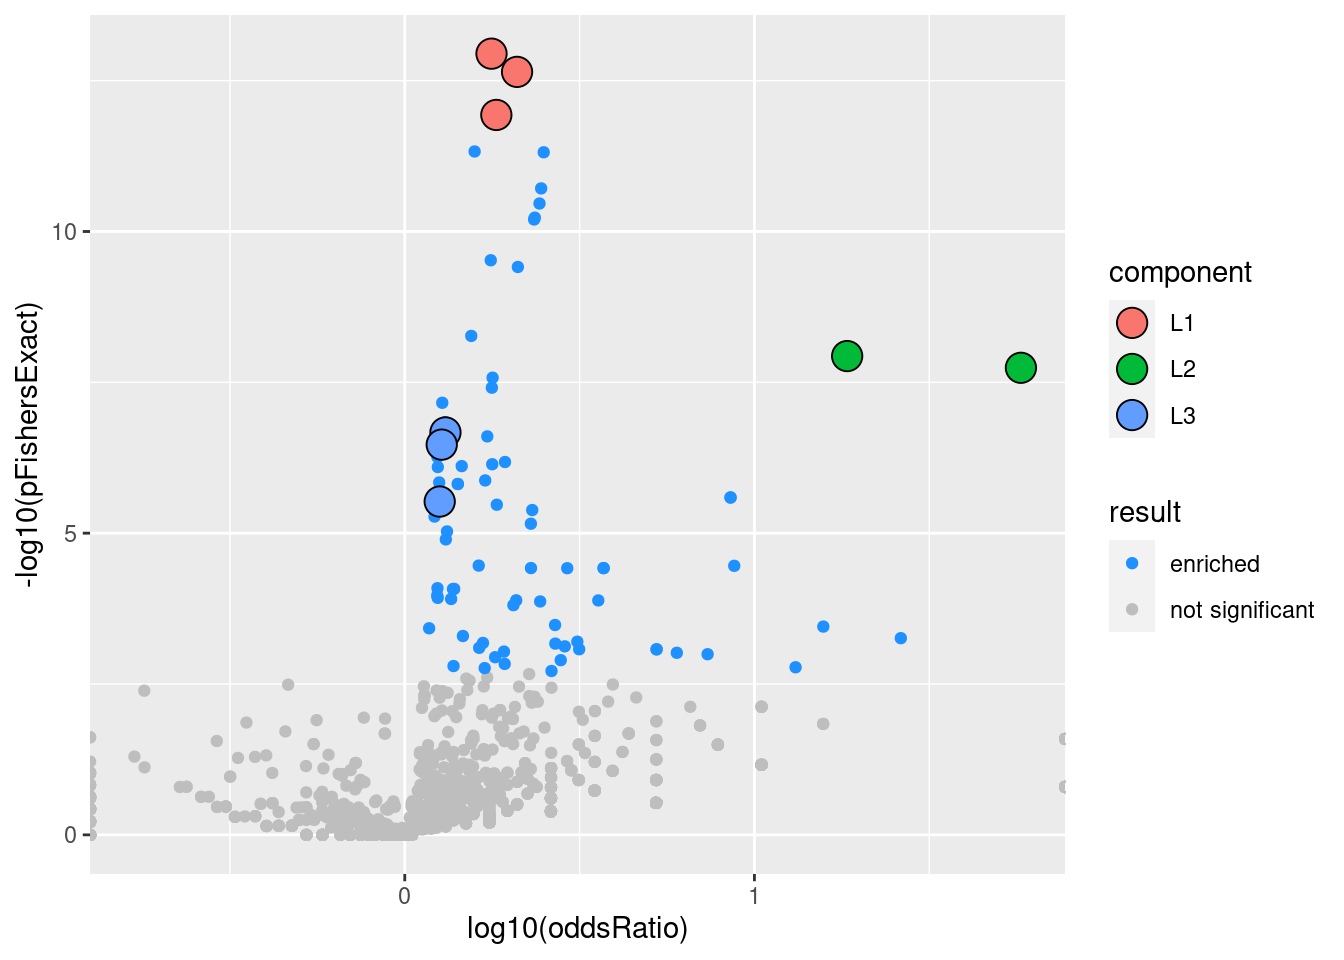 10
5
0
0
1
-log10(pFishersExact)
log10(oddsRatio)
component
L1
L2
L3
result
enriched
not significant